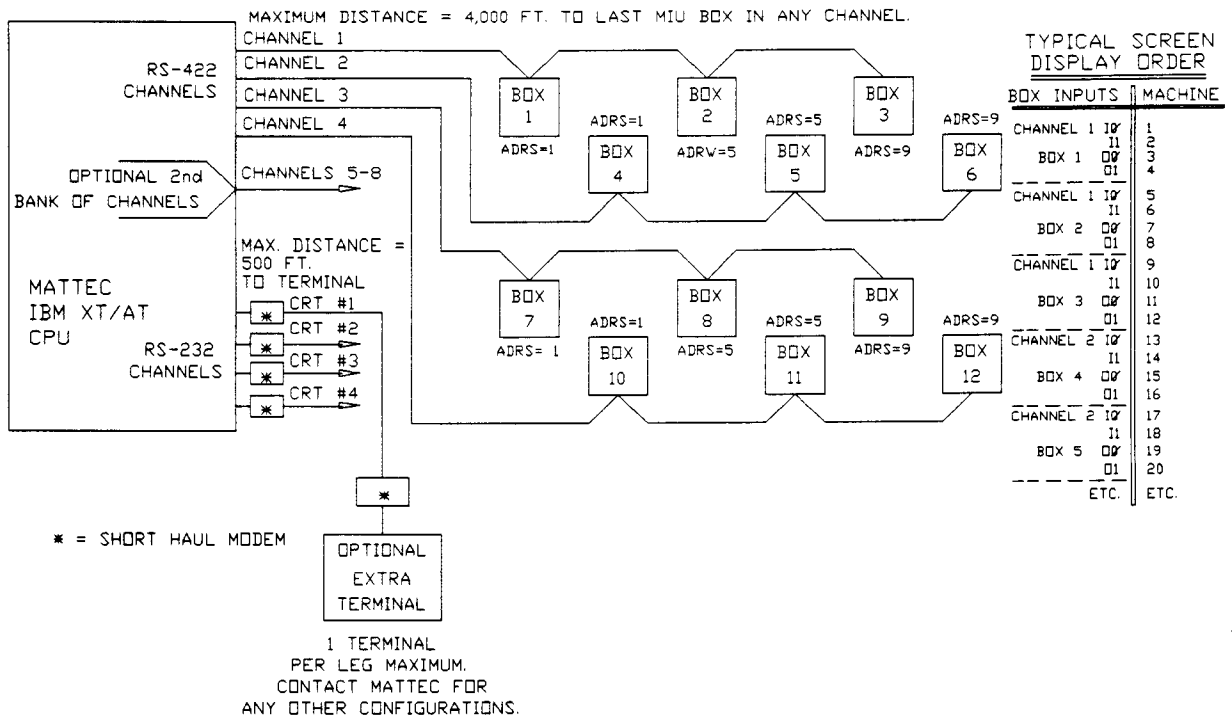 MAXIMUM DISTANCE = 4,000 FT. TO LAST MIU BOX IN ANY CHANNEL.
RS-422
CHANNELS
CHANNEL 1
CHANNEL 2
CHANNEL 3
CHANNEL 4
OPTIONAL 2nd
BANK OF CHANNELS
CHANNELS 5-8
MAX. DISTANCE =
500 FT.
TO TERMINAL
MATTEC
IBM XT/AT
CPU
RS-232
CHANNELS
* CRT #1
* CRT #2
* CRT #3
* CRT #4
*
* = SHORT HAUL MODEM
OPTIONAL
EXTRA
TERMINAL
1 TERMINAL
PER LEG MAXIMUM.
CONTACT MATTEC FOR
ANY OTHER CONFIGURATIONS.
BOX
1
ADRS=1
BOX
2
ADRW=5
BOX
3
ADRS=9
ADRS=1
BOX
4
ADRS=5
BOX
5
ADRS=9
BOX
6
BOX
7
ADRS= 1
BOX
8
ADRS=5
BOX
9
ADRS=9
ADRS=1
BOX
10
ADRS=5
BOX
11
ADRS=9
BOX
12
TYPICAL SCREEN
DISPLAY ORDER
BOX INPUTS MACHINE
CHANNEL 1 I0 1
I1 2
BOX 1 O0 3
O1 4
CHANNEL 1 I0 5
I1 6
BOX 2 O0 7
O1 8
CHANNEL 1 I0 9
I1 10
BOX 3 O0 11
O1 12
CHANNEL 2 I0 13
I1 14
BOX 4 O0 15
O1 16
CHANNEL 2 I0 17
I1 18
BOX 5 O0 19
O1 20
ETC. ETC.